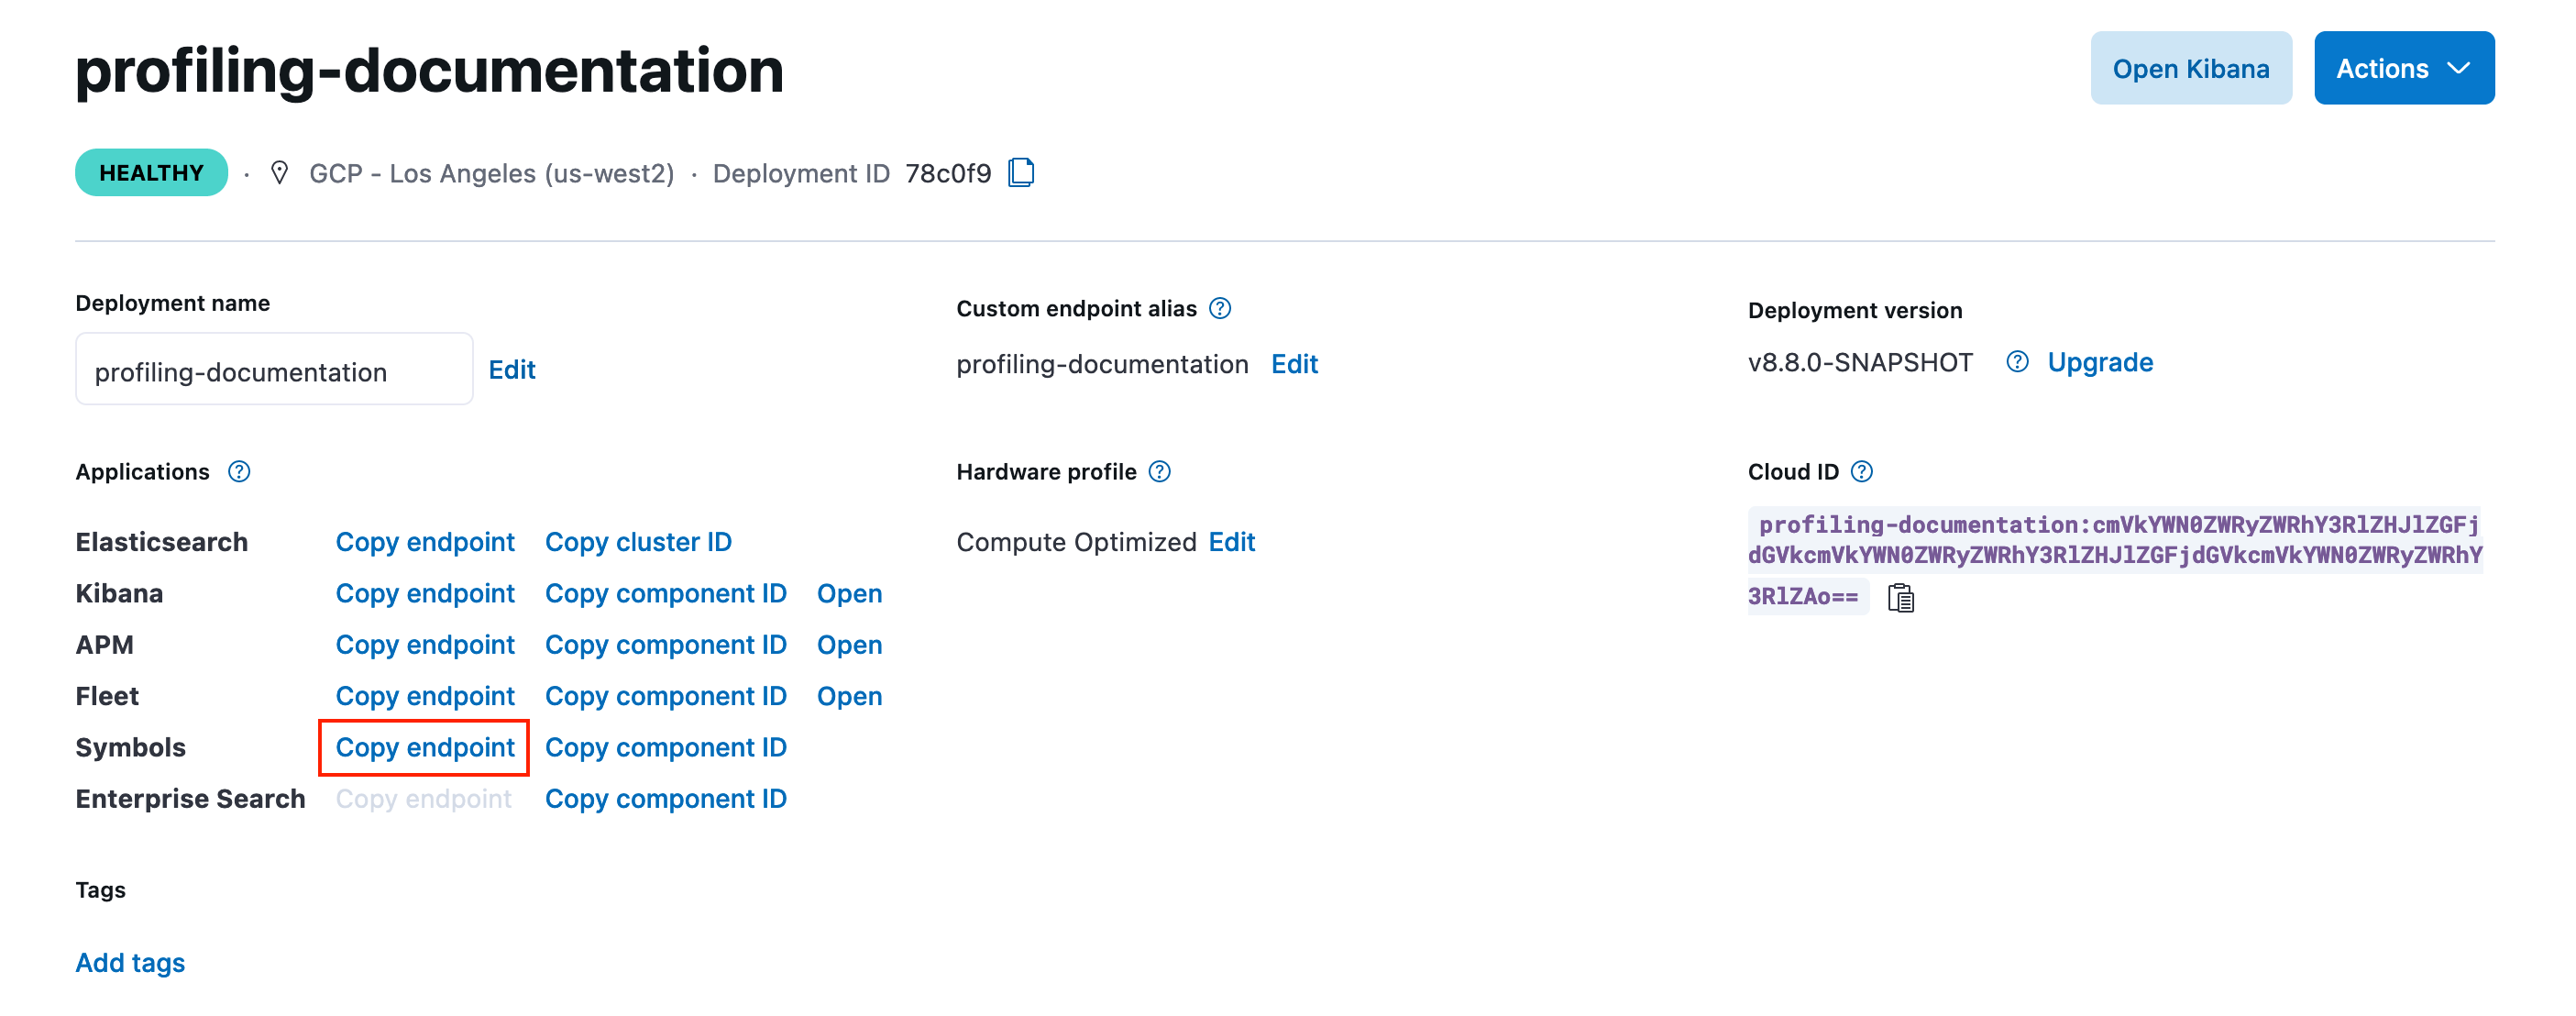 profiling-documentation
Open Kibana
Actions
HEALTHY · GCP - Los Angeles (us-west2) · Deployment ID 78c0f9
Deployment name
profiling-documentation Edit
Custom endpoint alias
profiling-documentation Edit
Deployment version
v8.8.0-SNAPSHOT Upgrade
Applications
Elasticsearch Copy endpoint Copy cluster ID
Kibana Copy endpoint Copy component ID Open
APM Copy endpoint Copy component ID Open
Fleet Copy endpoint Copy component ID Open
Symbols Copy endpoint Copy component ID
Enterprise Search Copy endpoint Copy component ID
Hardware profile
Compute Optimized Edit
Cloud ID
profiling-documentation:cmVkYWN0ZWRyZWRhY3RlZHJlZGFj
dGVkcmVkYWN0ZWRyZWRhY3RlZHJlZGFjdGVkcmVkYWN0ZWRyZWRhY
3RlZAo==
Tags
Add tags